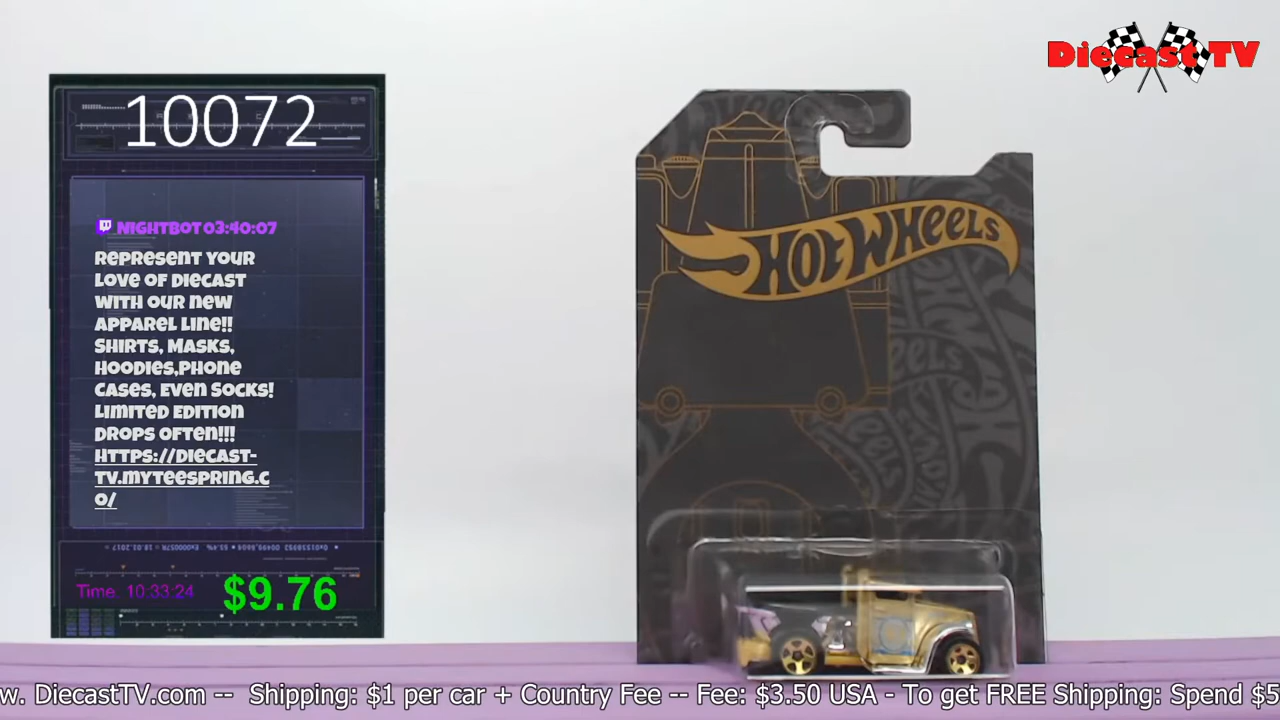 Diecast TV
10072
NIGHTBOT 03:40:07
REPRESENT YOUR
LOVE OF DIECAST
WITH OUR NEW
APPAREL LINE!!
SHIRTS, MASKS,
HOODIES,PHONE
CASES, EVEN SOCKS!
LIMITED EDITION
DROPS OFTEN!!!
HTTPS://DIECAST-
TV.MYTEESPRING.C
O/
Time. 10:33:24
$9.76
HOT WHEELS
w. DiecastTV.com -- Shipping: $1 per car + Country Fee -- Fee: $3.50 USA - To get FREE Shipping: Spend $5